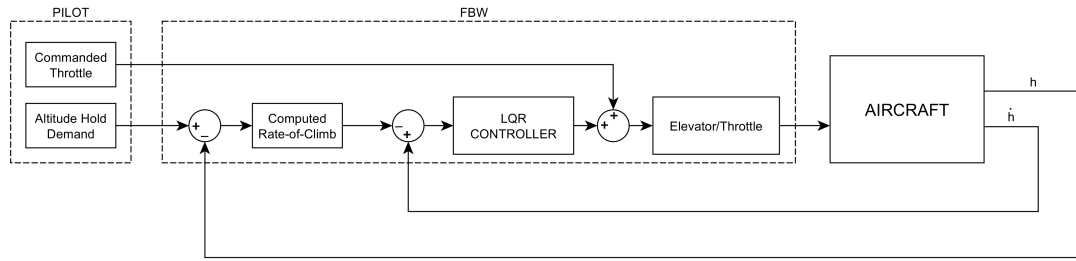 PILOT
FBW
Commanded
Throttle
Altitude Hold
Demand
+
−
Computed
Rate-of-Climb
−
+
LQR
CONTROLLER
+
+
Elevator/Throttle
AIRCRAFT
h
ḣ